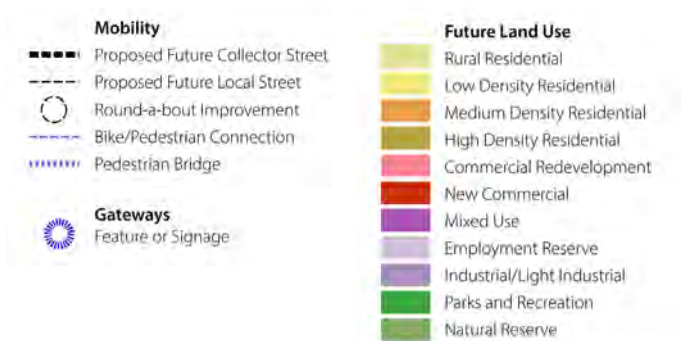 Mobility
Proposed Future Collector Street
Proposed Future Local Street
Round-a-bout Improvement
Bike/Pedestrian Connection
Pedestrian Bridge
Gateways
Feature or Signage
Future Land Use
Rural Residential
Low Density Residential
Medium Density Residential
High Density Residential
Commercial Redevelopment
New Commercial
Mixed Use
Employment Reserve
Industrial/Light Industrial
Parks and Recreation
Natural Reserve